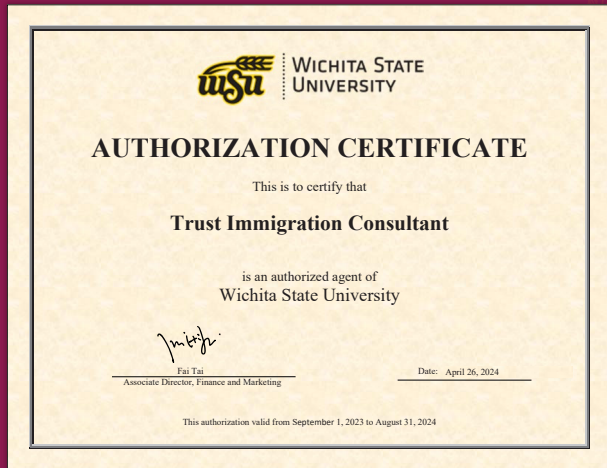 wsu
WICHITA STATE
UNIVERSITY
AUTHORIZATION CERTIFICATE
This is to certify that
Trust Immigration Consultant
is an authorized agent of
Wichita State University
Fai Tai
Associate Director, Finance and Marketing
Date: April 26, 2024
This authorization valid from September 1, 2023 to August 31, 2024